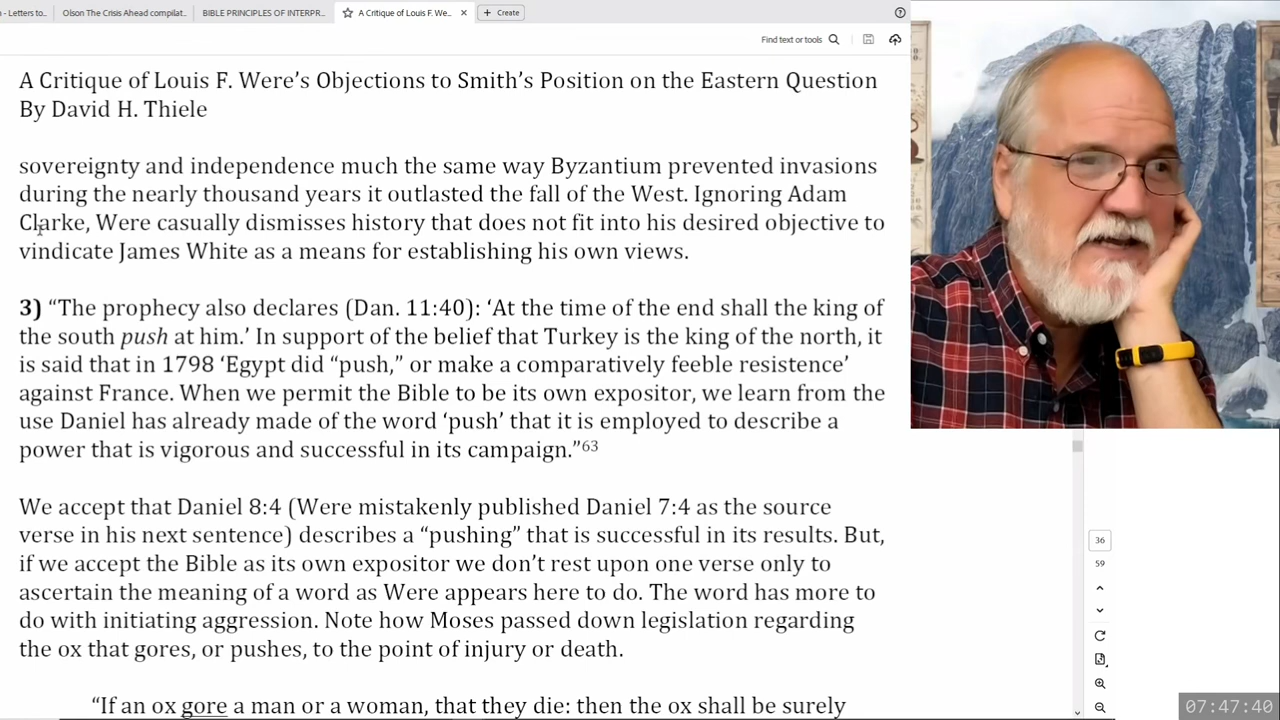 - Letters to..
Olson The Crisis Ahead compilat..
BIBLE PRINCIPLES OF INTERPR...
A Critique of Louis F. We...
+ Create
Find text or tools
A Critique of Louis F. Were’s Objections to Smith’s Position on the Eastern Question
By David H. Thiele
sovereignty and independence much the same way Byzantium prevented invasions
during the nearly thousand years it outlasted the fall of the West. Ignoring Adam
Clarke, Were casually dismisses history that does not fit into his desired objective to
vindicate James White as a means for establishing his own views.
3) “The prophecy also declares (Dan. 11:40): ‘At the time of the end shall the king of
the south push at him.’ In support of the belief that Turkey is the king of the north, it
is said that in 1798 ‘Egypt did “push,” or make a comparatively feeble resistence’
against France. When we permit the Bible to be its own expositor, we learn from the
use Daniel has already made of the word ‘push’ that it is employed to describe a
power that is vigorous and successful in its campaign.”63
We accept that Daniel 8:4 (Were mistakenly published Daniel 7:4 as the source
verse in his next sentence) describes a “pushing” that is successful in its results. But,
if we accept the Bible as its own expositor we don’t rest upon one verse only to
ascertain the meaning of a word as Were appears here to do. The word has more to
do with initiating aggression. Note how Moses passed down legislation regarding
the ox that gores, or pushes, to the point of injury or death.
“If an ox gore a man or a woman, that they die: then the ox shall be surely
36
59
07:47:40